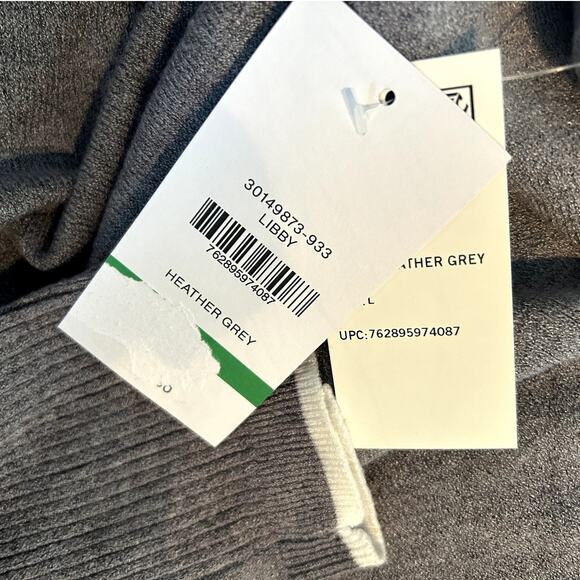 30149873-933
LIBBY
762895974087
HEATHER GREY
ATHER GREY
L
UPC:762895974087